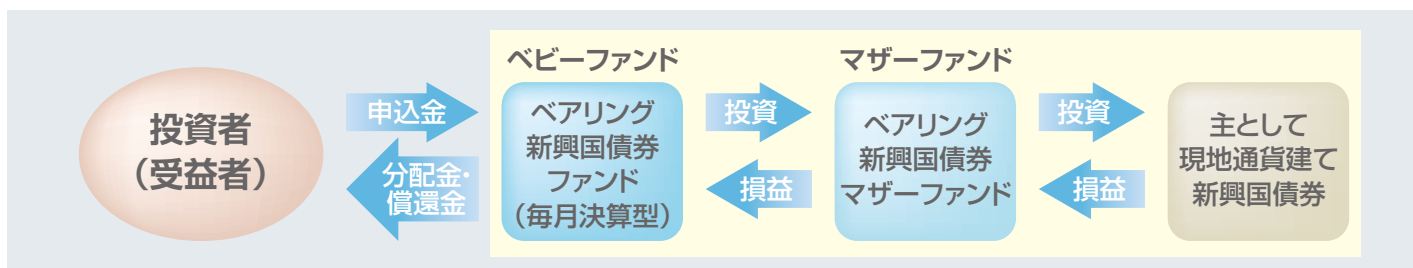 投資者
（受益者）
申込金
分配金・
償還金
ベビーファンド
ベアリング
新興国債券
ファンド
（毎月決算型）
投資
損益
マザーファンド
ベアリング
新興国債券
マザーファンド
投資
損益
主として
現地通貨建て
新興国債券